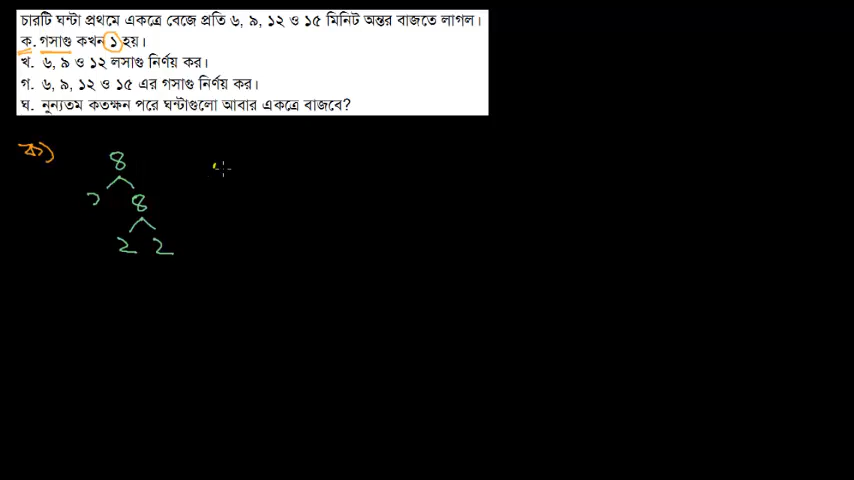 চারটি ঘন্টা প্রথমে একত্রে বেজে প্রতি ৬, ৯, ১২ ও ১৫ মিনিট অন্তর বাজতে লাগল।
ক. গসাগু কখন ১ হয়।
খ. ৬, ৯ ও ১২ লসাগু নির্ণয় কর।
গ. ৬, ৯, ১২ ও ১৫ এর গসাগু নির্ণয় কর।
ঘ. নুন্যতম কতক্ষন পরে ঘন্টাগুলো আবার একত্রে বাজবে?
ক)
৪
২ ৪
২ ২